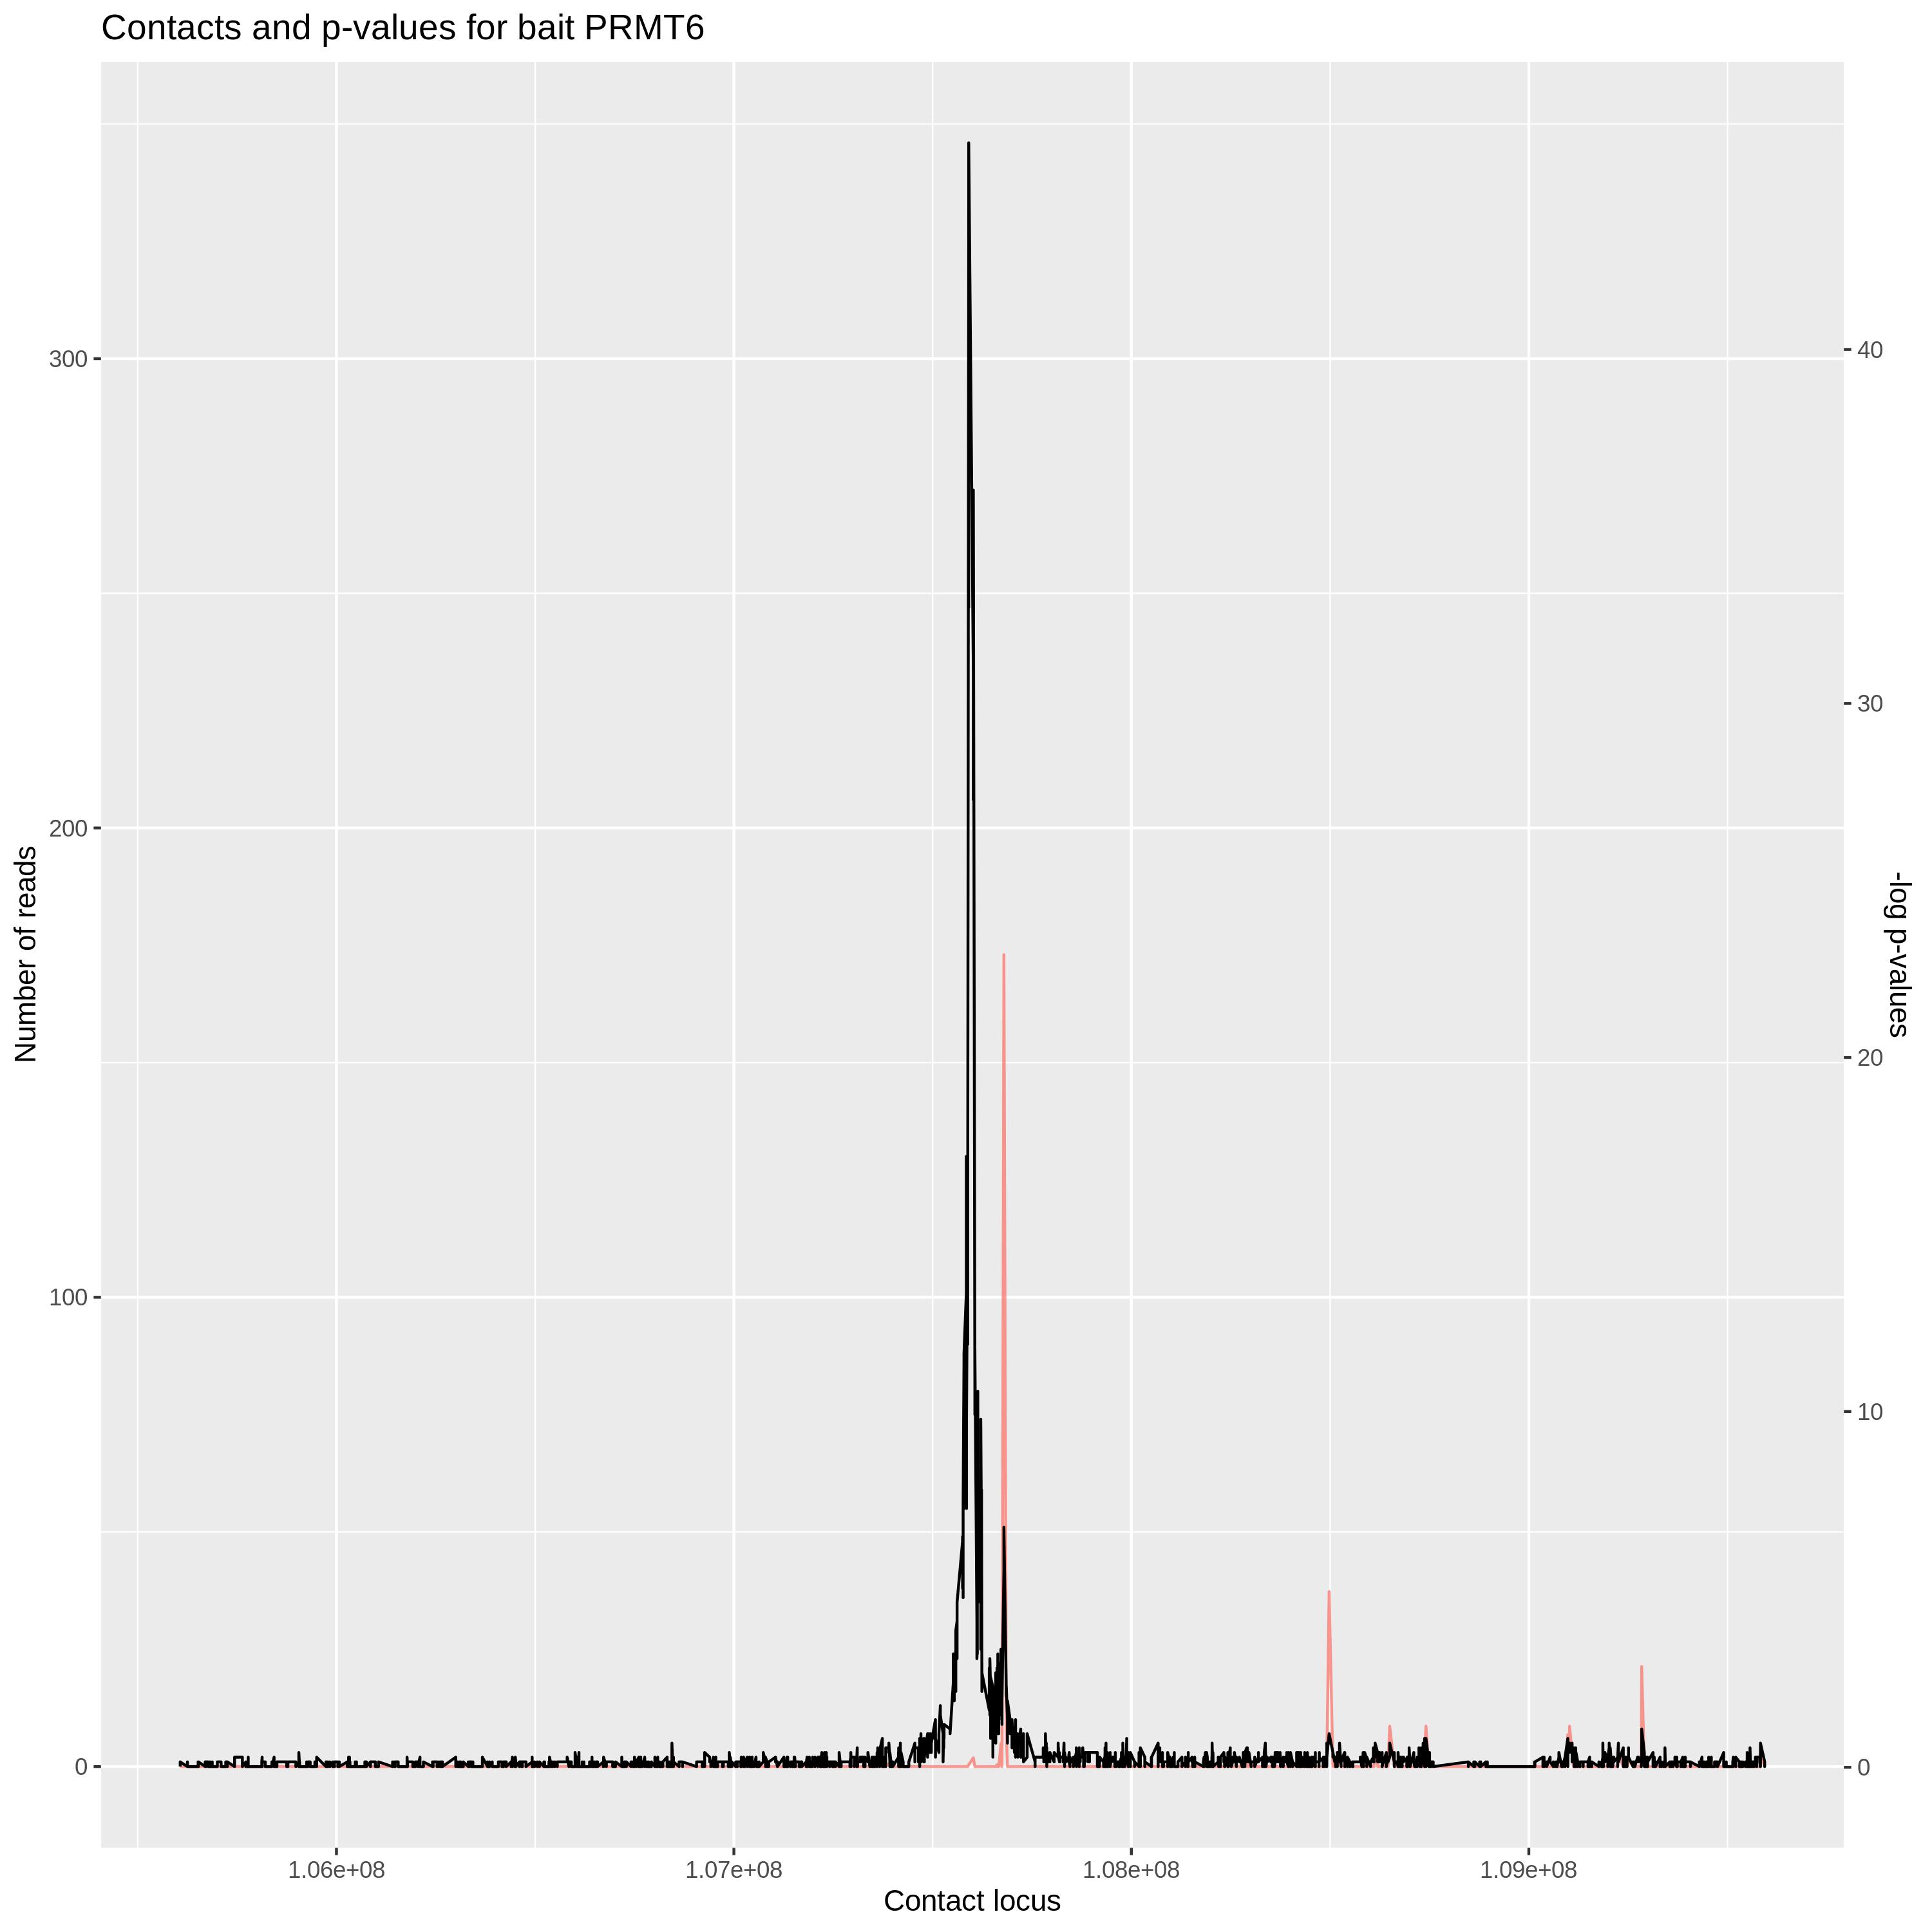 Contacts and p-values for bait PRMT6
300
200
100
0
Number of reads
40
30
20
10
0
-log p-values
1.06e+08
1.07e+08
1.08e+08
1.09e+08
Contact locus